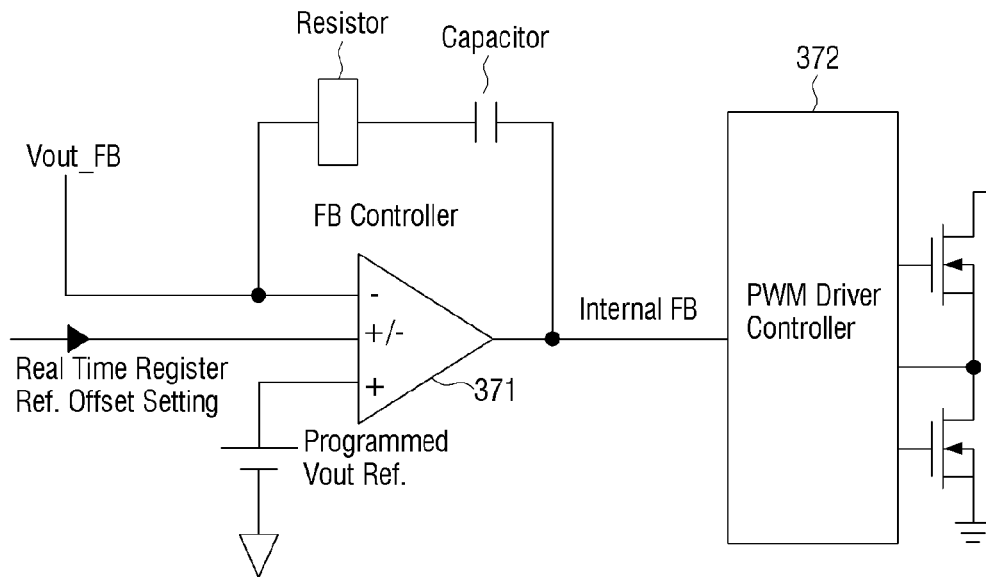 Resistor
Capacitor
372
Vout_FB
FB Controller
-
+/-
+
Internal FB
PWM Driver
Controller
Real Time Register
Ref. Offset Setting
371
Programmed
Vout Ref.